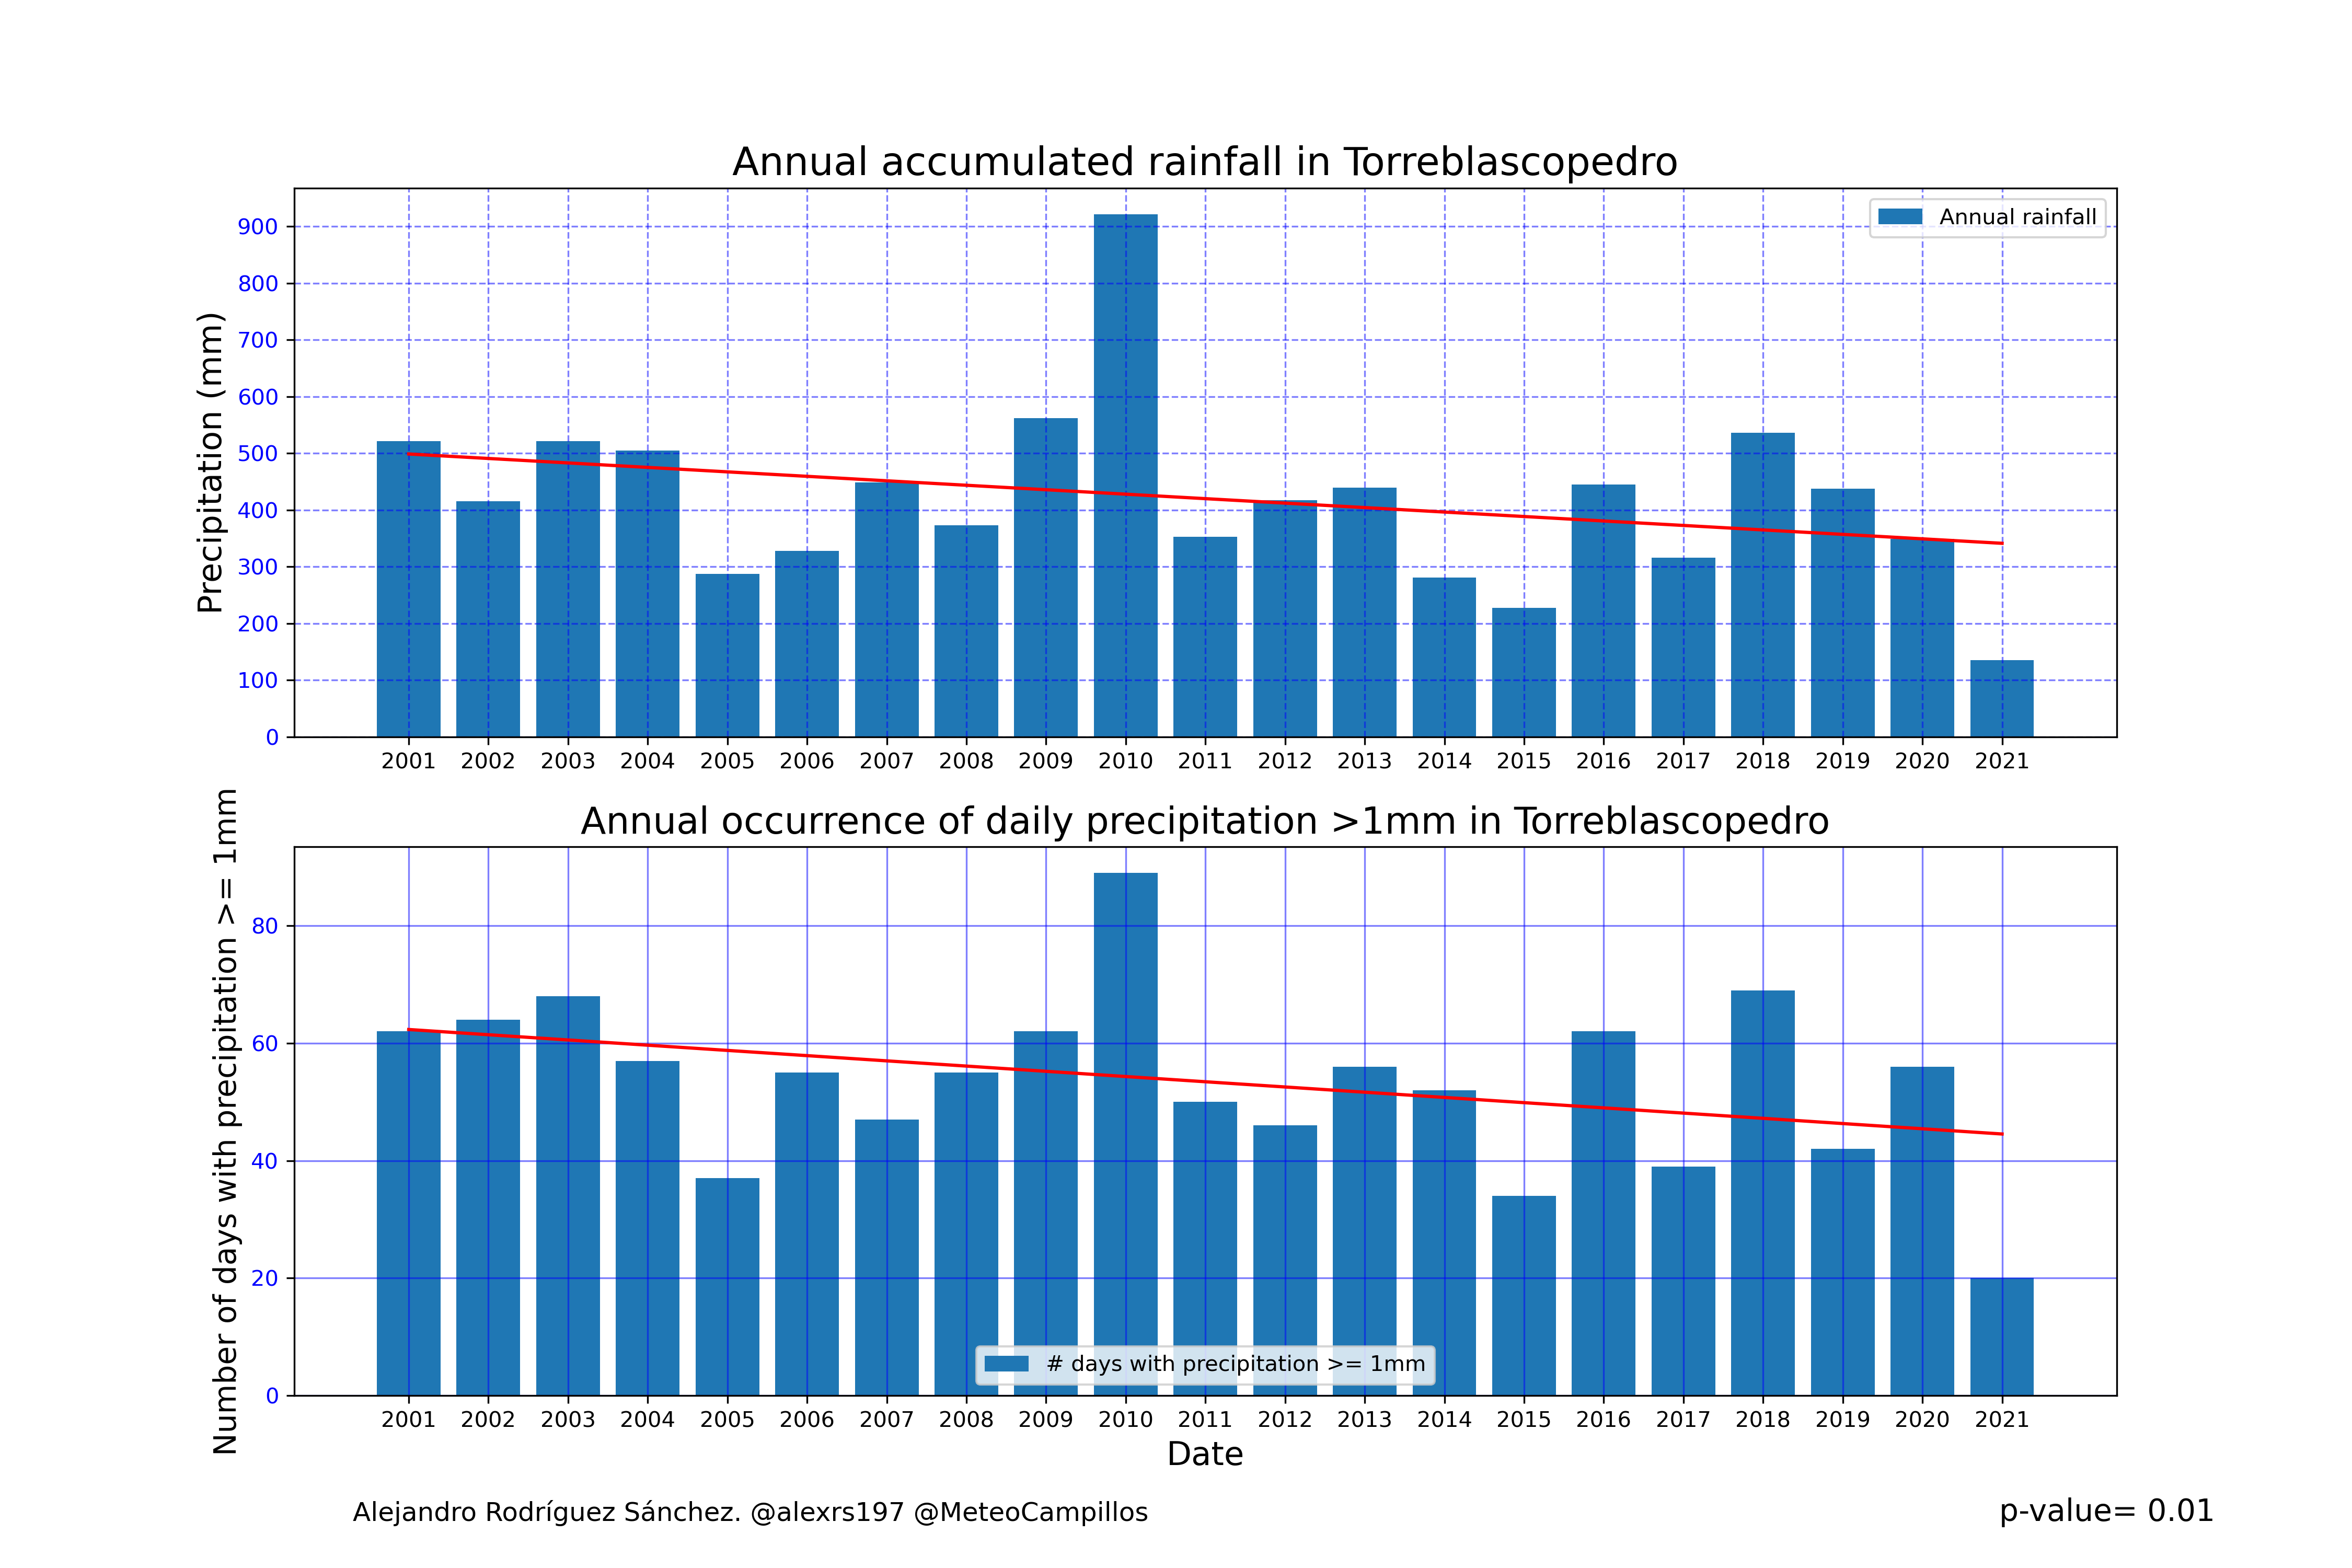 Annual accumulated rainfall in Torreblascopedro
Precipitation (mm)
900
800
700
600
500
400
300
200
100
0
Annual rainfall
2001 2002 2003 2004 2005 2006 2007 2008 2009 2010 2011 2012 2013 2014 2015 2016 2017 2018 2019 2020 2021
Annual occurrence of daily precipitation >1mm in Torreblascopedro
Number of days with precipitation >= 1mm
80
60
40
20
0
# days with precipitation >= 1mm
2001 2002 2003 2004 2005 2006 2007 2008 2009 2010 2011 2012 2013 2014 2015 2016 2017 2018 2019 2020 2021
Date
Alejandro Rodríguez Sánchez. @alexrs197 @MeteoCampillos
p-value= 0.01